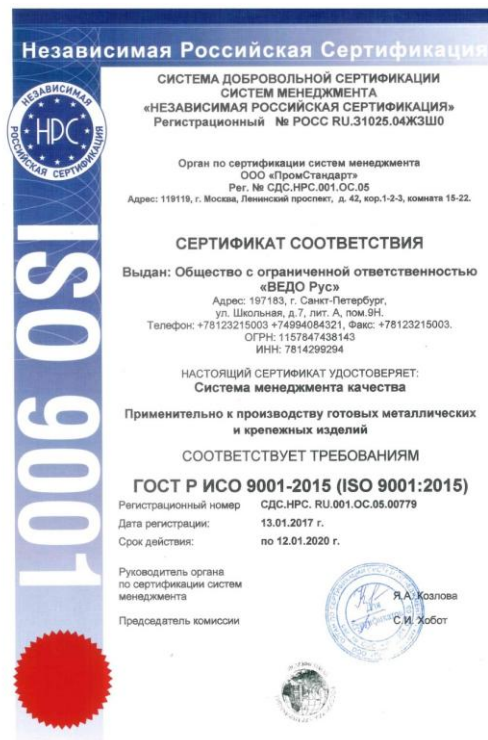 Независимая Российская Сертификация
НЕЗАВИСИМАЯ
НРС
РОССИЙСКАЯ СЕРТИФИКАЦИЯ
ISO 9001
СИСТЕМА ДОБРОВОЛЬНОЙ СЕРТИФИКАЦИИ
СИСТЕМ МЕНЕДЖМЕНТА
«НЕЗАВИСИМАЯ РОССИЙСКАЯ СЕРТИФИКАЦИЯ»
Регистрационный № РОСС RU.31025.04ЖЗШ0
Орган по сертификации систем менеджмента
ООО «ПромСтандарт»
Рег. № СДС.НРС.001.ОС.05
Адрес: 119119, г. Москва, Ленинский проспект, д. 42, кор.1-2-3, комната 15-22.
СЕРТИФИКАТ СООТВЕТСТВИЯ
Выдан: Общество с ограниченной ответственностью
«ВЕДО Рус»
Адрес: 197183, г. Санкт-Петербург,
ул. Школьная, д.7, лит. А, пом.9Н.
Телефон: +78123215003 +74994084321, Факс: +78123215003.
ОГРН: 1157847438143
ИНН: 7814299294
НАСТОЯЩИЙ СЕРТИФИКАТ УДОСТОВЕРЯЕТ:
Система менеджмента качества
Применительно к производству готовых металлических
и крепежных изделий
СООТВЕТСТВУЕТ ТРЕБОВАНИЯМ
ГОСТ Р ИСО 9001-2015 (ISO 9001:2015)
Регистрационный номер СДС.НРС. RU.001.ОС.05.00779
Дата регистрации: 13.01.2017 г.
Срок действия: по 12.01.2020 г.
Руководитель органа
по сертификации систем
менеджмента Я.А. Козлова
Председатель комиссии С.И. Хобот